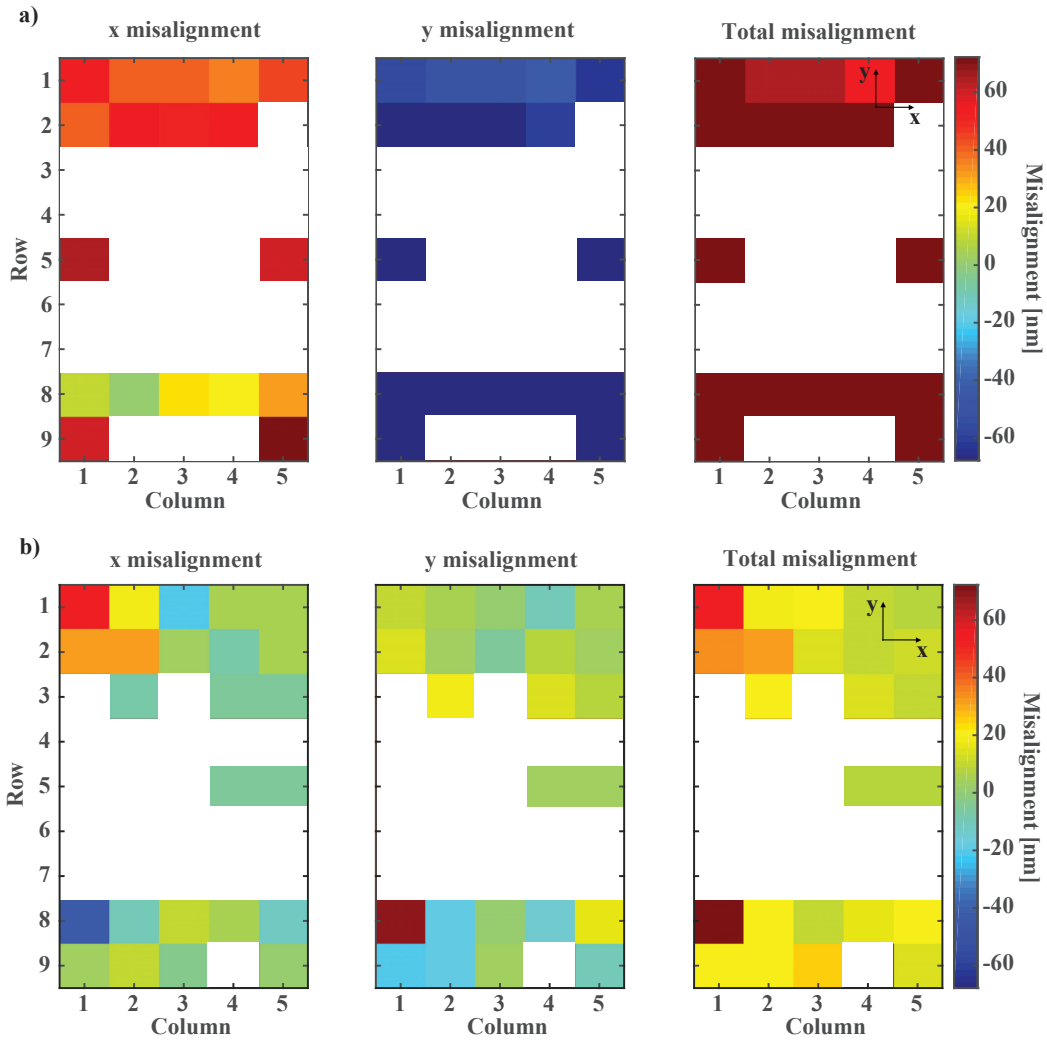 a)
x misalignment
y misalignment
Total misalignment
1
2
3
4
5
6
7
8
9
Row
1 2 3 4 5
Column
1 2 3 4 5
Column
y
x
1 2 3 4 5
Column
60
40
20
0
-20
-40
-60
Misalignment [nm]
b)
x misalignment
y misalignment
Total misalignment
1
2
3
4
5
6
7
8
9
Row
1 2 3 4 5
Column
1 2 3 4 5
Column
y
x
1 2 3 4 5
Column
60
40
20
0
-20
-40
-60
Misalignment [nm]